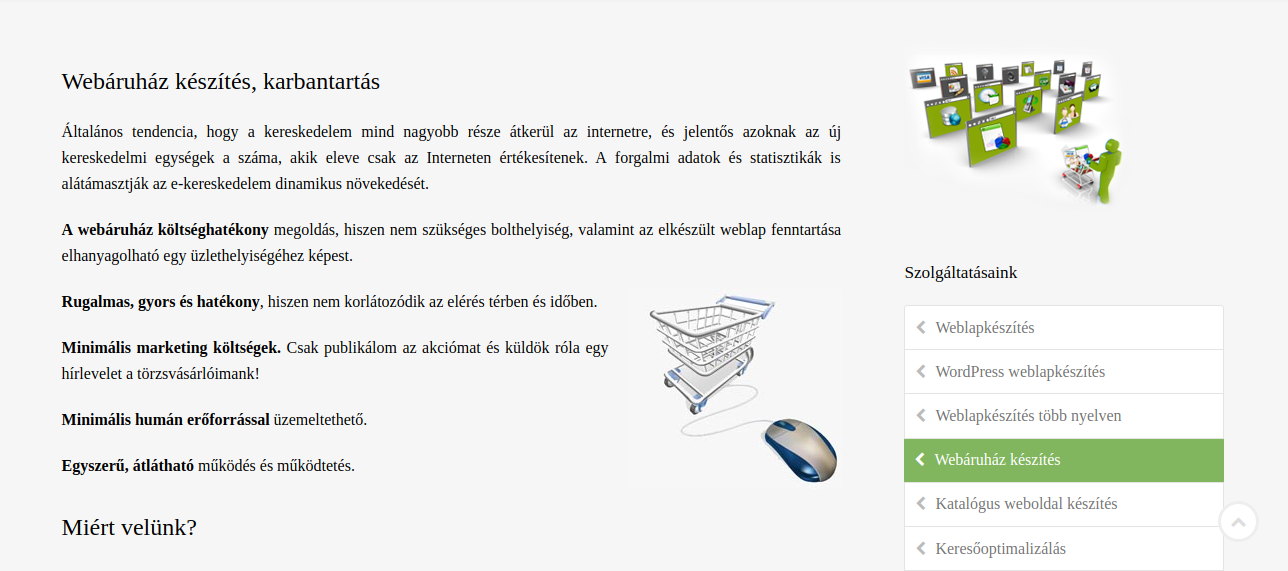 Webáruház készítés, karbantartás
Általános tendencia, hogy a kereskedelem mind nagyobb része átkerül az internetre, és jelentős azoknak az új
kereskedelmi egységek a száma, akik eleve csak az Interneten értékesítenek. A forgalmi adatok és statisztikák is
alátámasztják az e-kereskedelem dinamikus növekedését.
A webáruház költséghatékony megoldás, hiszen nem szükséges bolthelyiség, valamint az elkészült weblap fenntartása
elhanyagolható egy üzlethelyiségéhez képest.
Rugalmas, gyors és hatékony, hiszen nem korlátozódik az elérés térben és időben.
Minimális marketing költségek. Csak publikálom az akciómat és küldök róla egy
hírlevelet a törzsvásárlóimank!
Minimális humán erőforrással üzemeltethető.
Egyszerű, átlátható működés és működtetés.
Miért velünk?
VISA
Szolgáltatásaink
Weblapkészítés
WordPress weblapkészítés
Weblapkészítés több nyelven
Webáruház készítés
Katalógus weboldal készítés
Keresőoptimalizálás